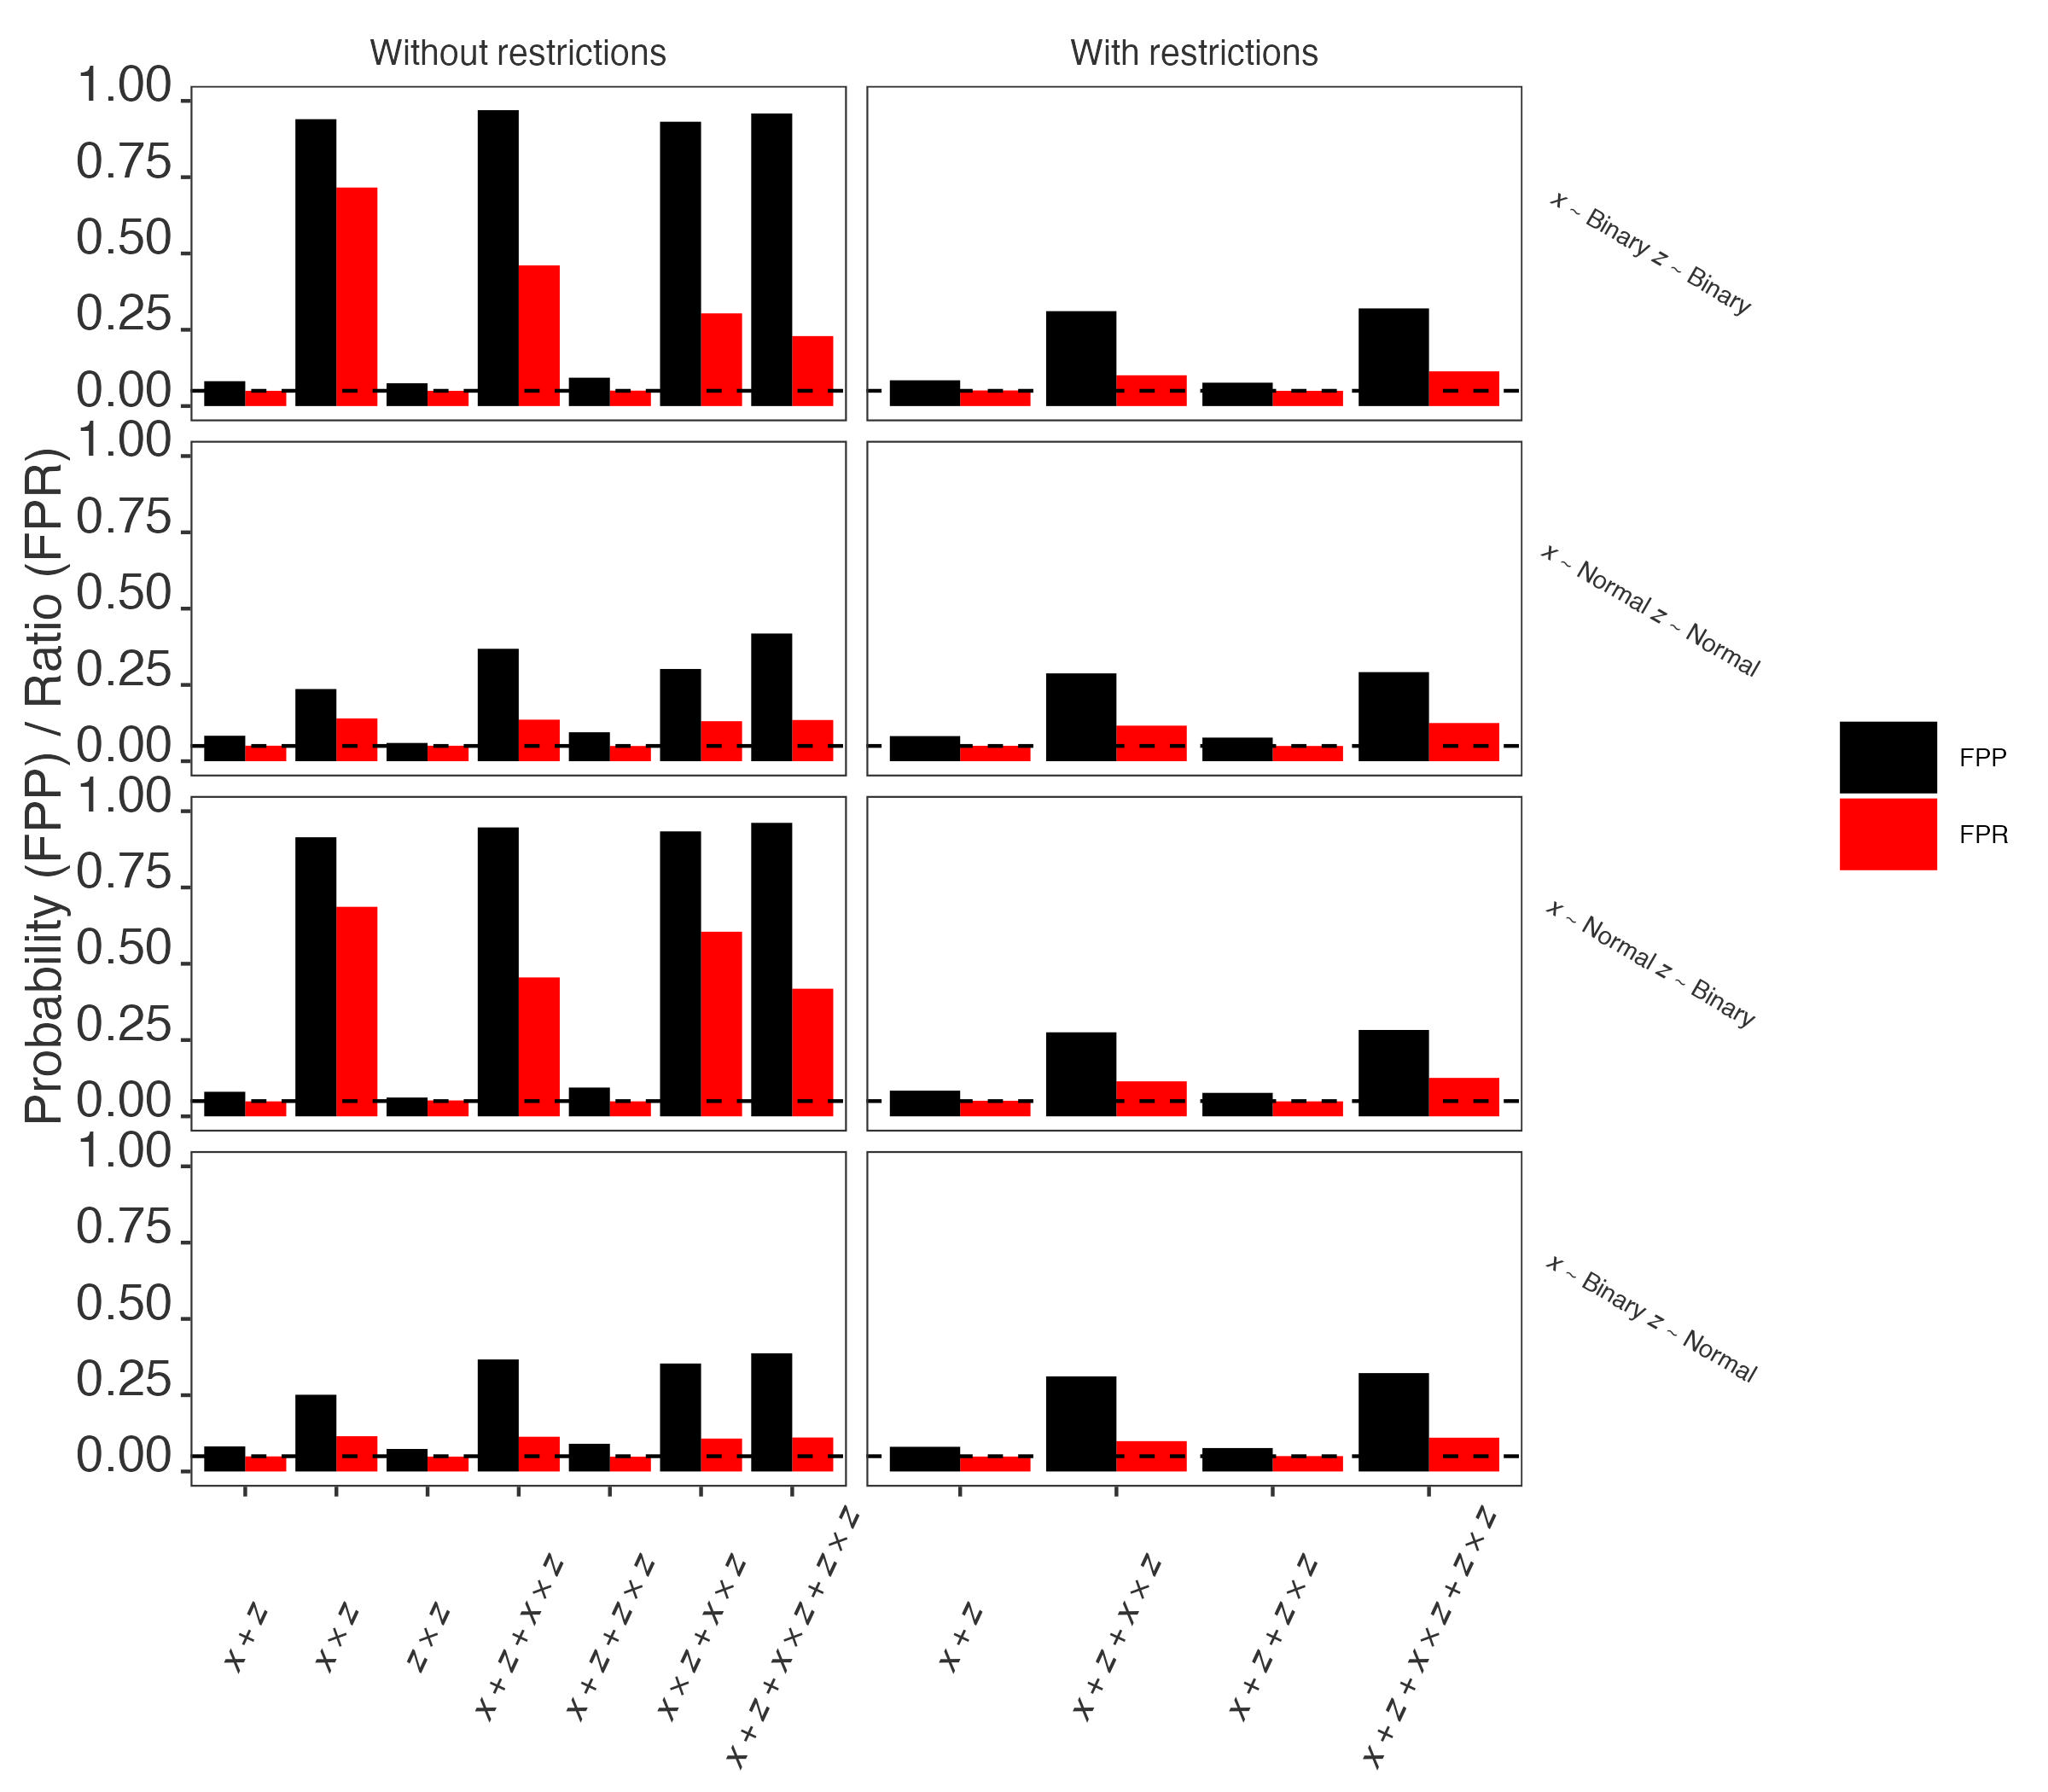 Without restrictions
With restrictions
Probability (FPP) / Ratio (FPR)
1.00
0.75
0.50
0.25
0.00
x ~ Binary z ~ Binary
1.00
0.75
0.50
0.25
0.00
x ~ Normal z ~ Normal
1.00
0.75
0.50
0.25
0.00
x ~ Normal z ~ Binary
1.00
0.75
0.50
0.25
0.00
x ~ Binary z ~ Normal
FPP
FPR
x + z
x × z
z × z
x + z + x × z
x + z + z × z
x × z + x × z
x + z + x × z + z × z
x + z
x + z + x × z
x + z + z × z
x + z + x × z + z × z